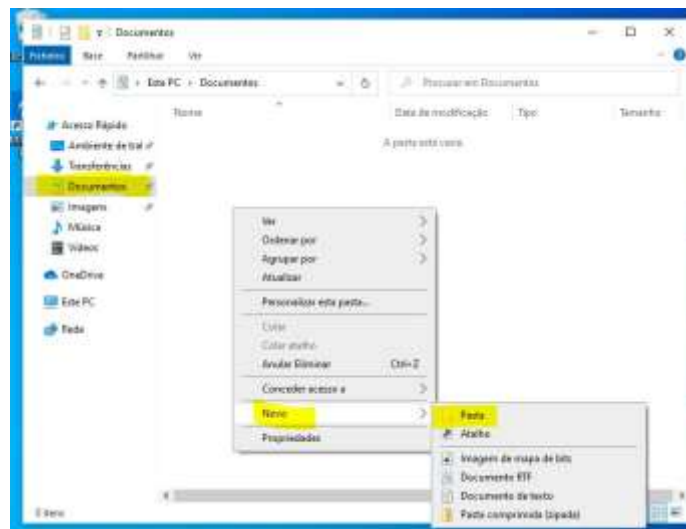 Documentos
Ficheiro Base Partilhar Ver
Este PC > Documentos
Procurar em Documentos
Nome Data de modificação Tipo Tamanho
A pasta está vazia.
Acesso Rápido
Ambiente de tral
Transferências
Documentos
Imagens
Música
Vídeos
OneDrive
Este PC
Rede
Ver
Ordenar por
Agrupar por
Atualizar
Personalizar esta pasta...
Colar
Colar atalho
Anular Eliminar Ctrl+Z
Conceder acesso a
Novo
Propriedades
Pasta
Atalho
Imagem de mapa de bits
Documento RTF
Documento de texto
Pasta comprimida (zipada)
0 itens